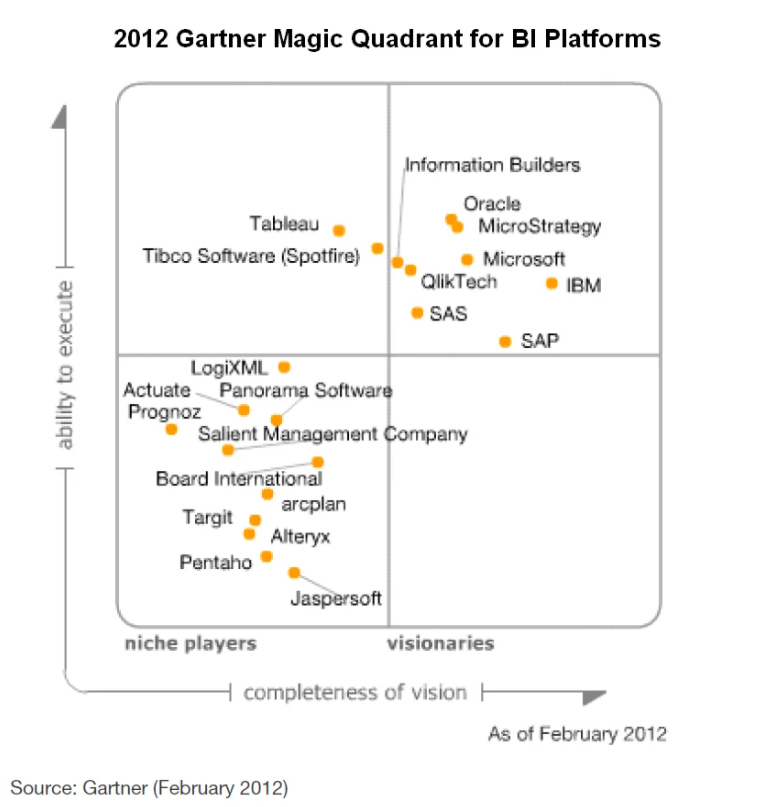 2012 Gartner Magic Quadrant for BI Platforms
Information Builders
Oracle
Tableau
MicroStrategy
Tibco Software (Spotfire)
Microsoft
QlikTech
IBM
SAS
SAP
ability to execute
LogiXML
Actuate
Panorama Software
Prognoz
Salient Management Company
Board International
arcplan
Targit
Alteryx
Pentaho
Jaspersoft
niche players
visionaries
completeness of vision
As of February 2012
Source: Gartner (February 2012)